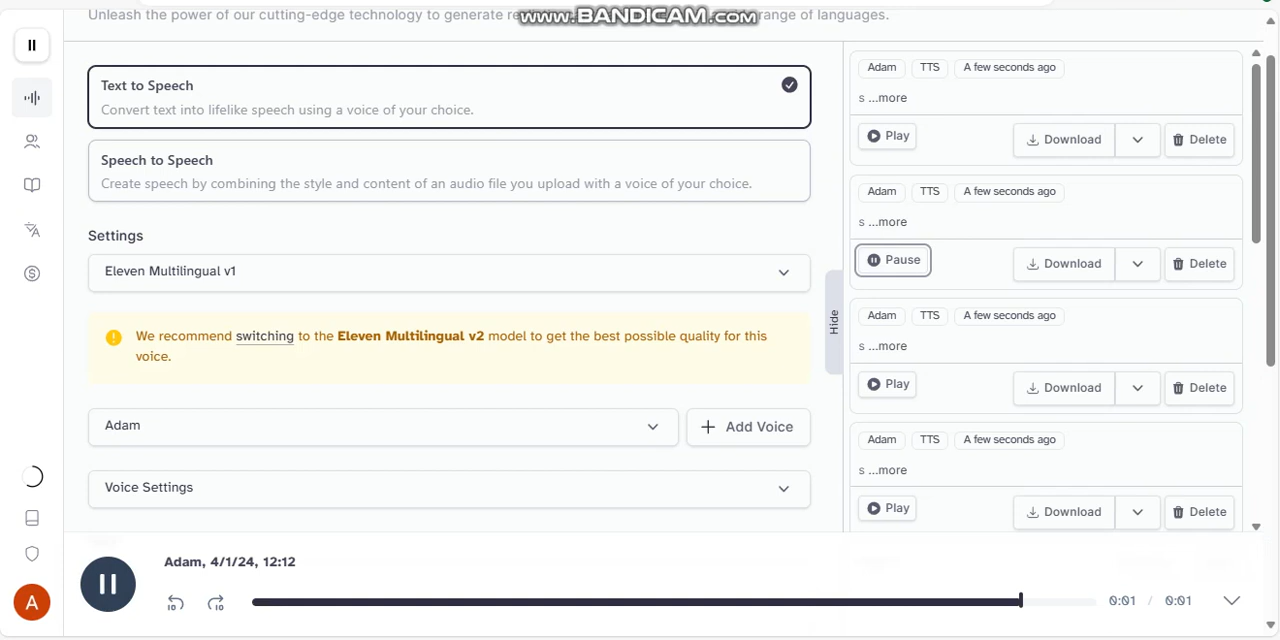 Unleash the power of our cutting-edge technology to generate re
range of languages.
www.BANDICAM.com
Text to Speech
Convert text into lifelike speech using a voice of your choice.
Speech to Speech
Create speech by combining the style and content of an audio file you upload with a voice of your choice.
Settings
Eleven Multilingual v1
We recommend switching to the Eleven Multilingual v2 model to get the best possible quality for this
voice.
Adam
Add Voice
Voice Settings
Hide
Adam TTS A few seconds ago
s ...more
Play Download Delete
Adam TTS A few seconds ago
s ...more
Pause Download Delete
Adam TTS A few seconds ago
s ...more
Play Download Delete
Adam TTS A few seconds ago
s ...more
Play Download Delete
A
Adam, 4/1/24, 12:12
10 10 0:01 / 0:01